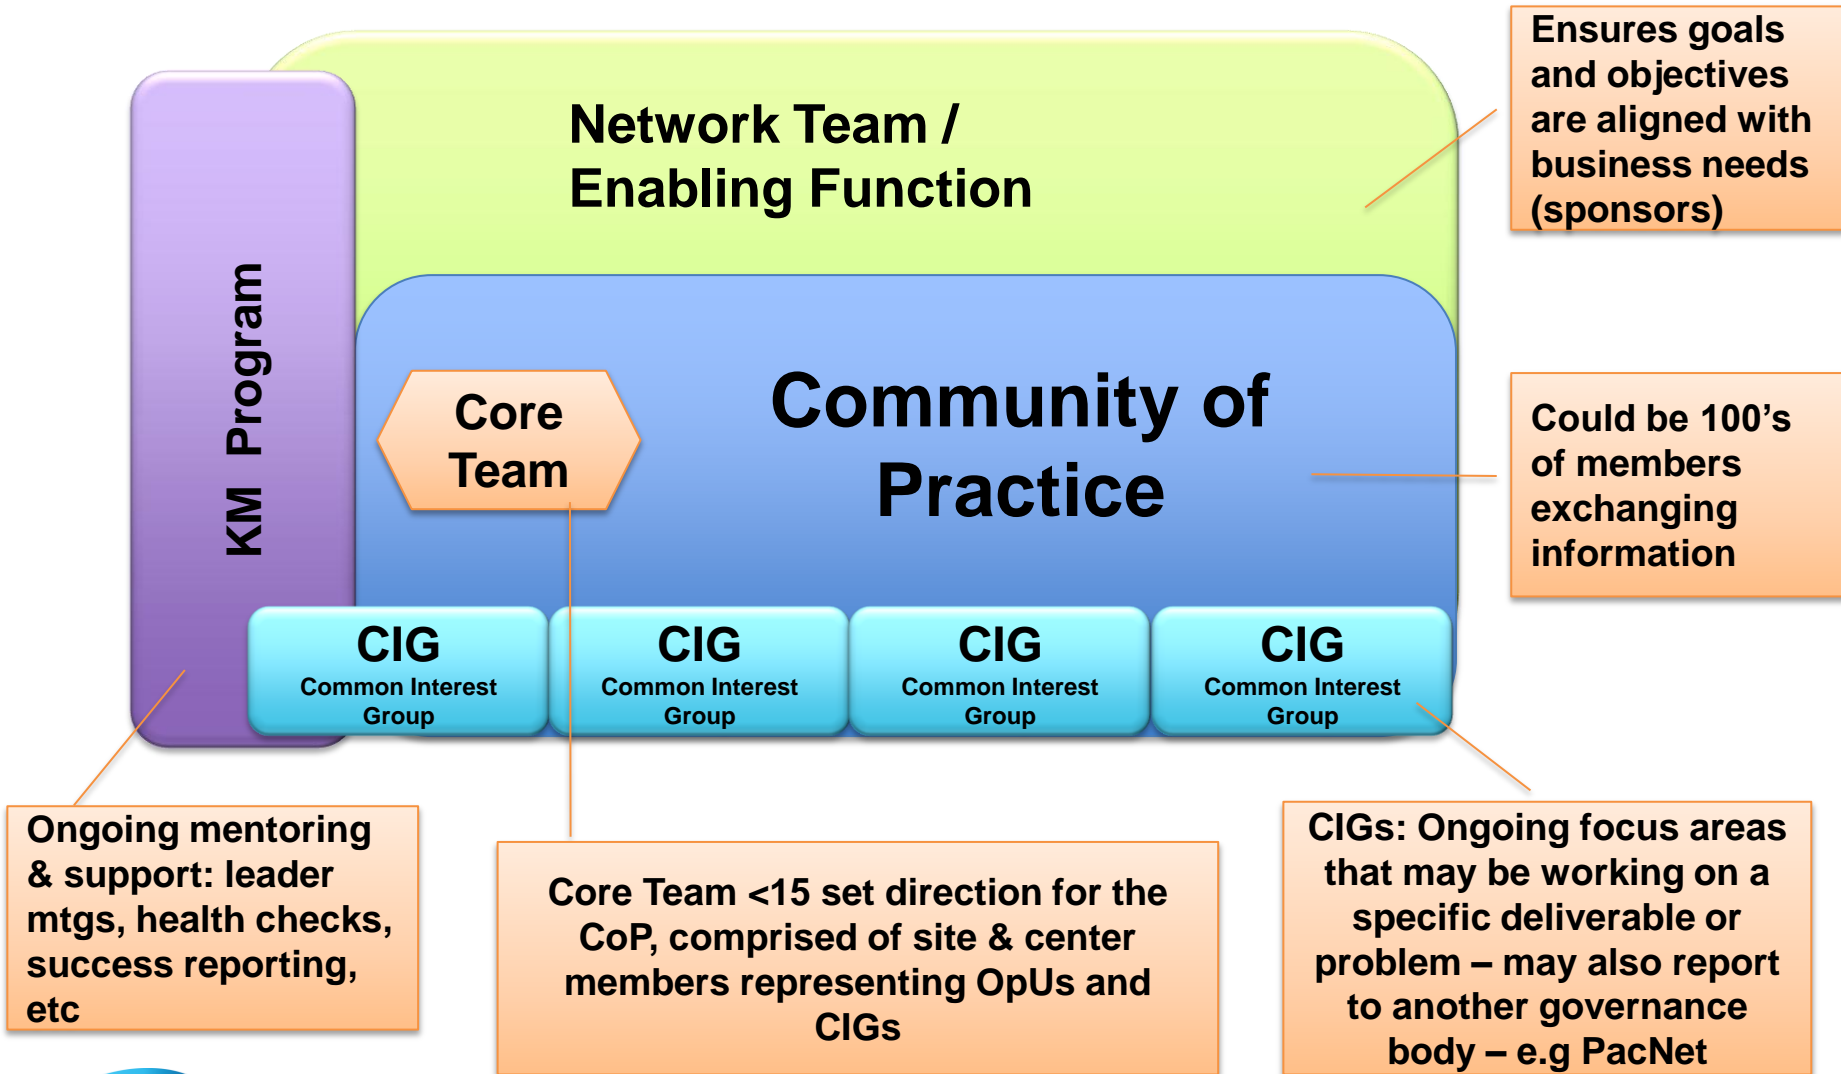 Network Team /
Enabling Function
Ensures goals
and objectives
are aligned with
business needs
(sponsors)
KM Program
Core
Team
Community of
Practice
Could be 100’s
of members
exchanging
information
CIG
Common Interest
Group
CIG
Common Interest
Group
CIG
Common Interest
Group
CIG
Common Interest
Group
Ongoing mentoring
& support: leader
mtgs, health checks,
success reporting,
etc
Core Team <15 set direction for the
CoP, comprised of site & center
members representing OpUs and
CIGs
CIGs: Ongoing focus areas
that may be working on a
specific deliverable or
problem – may also report
to another governance
body – e.g PacNet